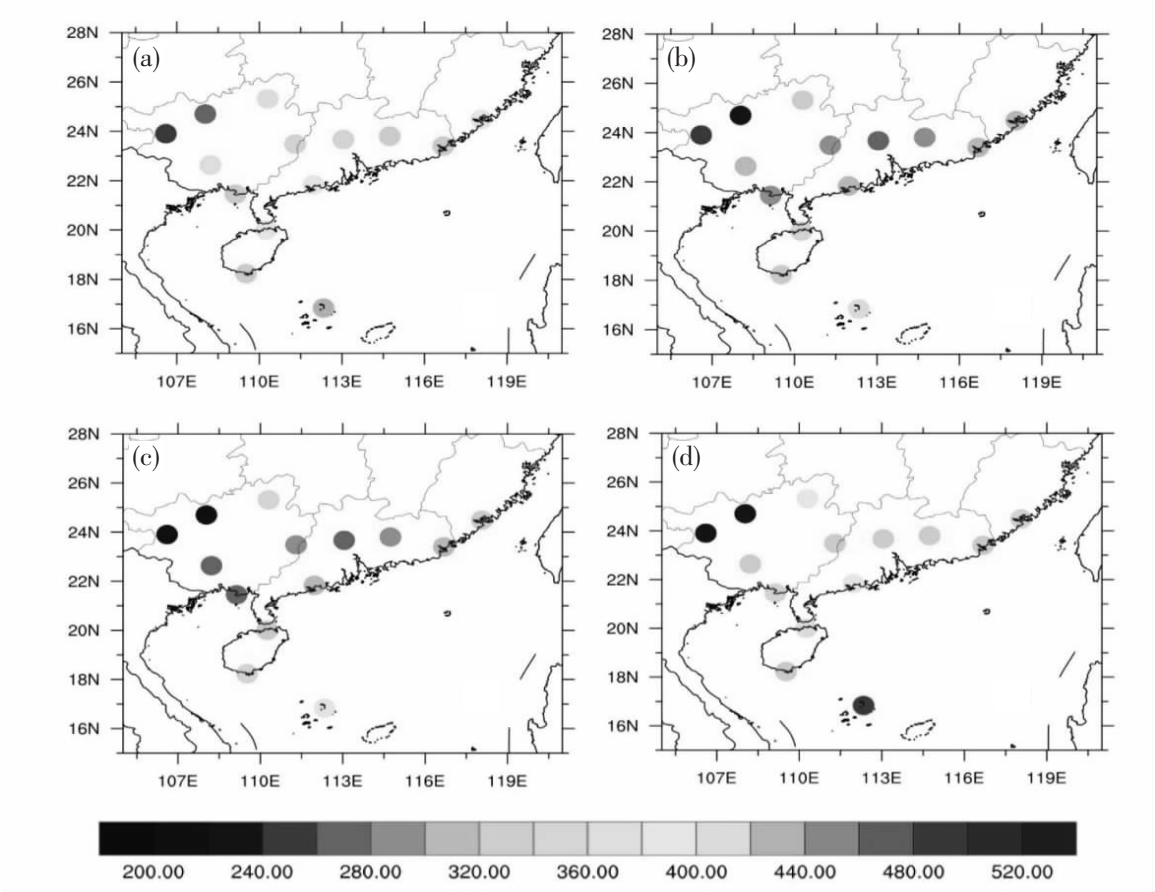 28N (a) 28N (b)
26N 26N
24N 24N
22N 22N
20N 20N
18N 18N
16N 16N
107E 110E 113E 116E 119E 107E 110E 113E 116E 119E
28N (c) 28N (d)
26N 26N
24N 24N
22N 22N
20N 20N
18N 18N
16N 16N
107E 110E 113E 116E 119E 107E 110E 113E 116E 119E
200.00 240.00 280.00 320.00 360.00 400.00 440.00 480.00 520.00